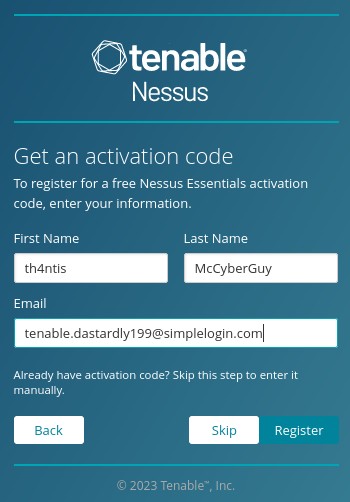 tenable
Nessus
Get an activation code
To register for a free Nessus Essentials activation
code, enter your information.
First Name Last Name
th4ntis McCyberGuy
Email
tenable.dastardly199@simplelogin.com
Already have activation code? Skip this step to enter it
manually.
Back Skip Register
© 2023 Tenable™, Inc.